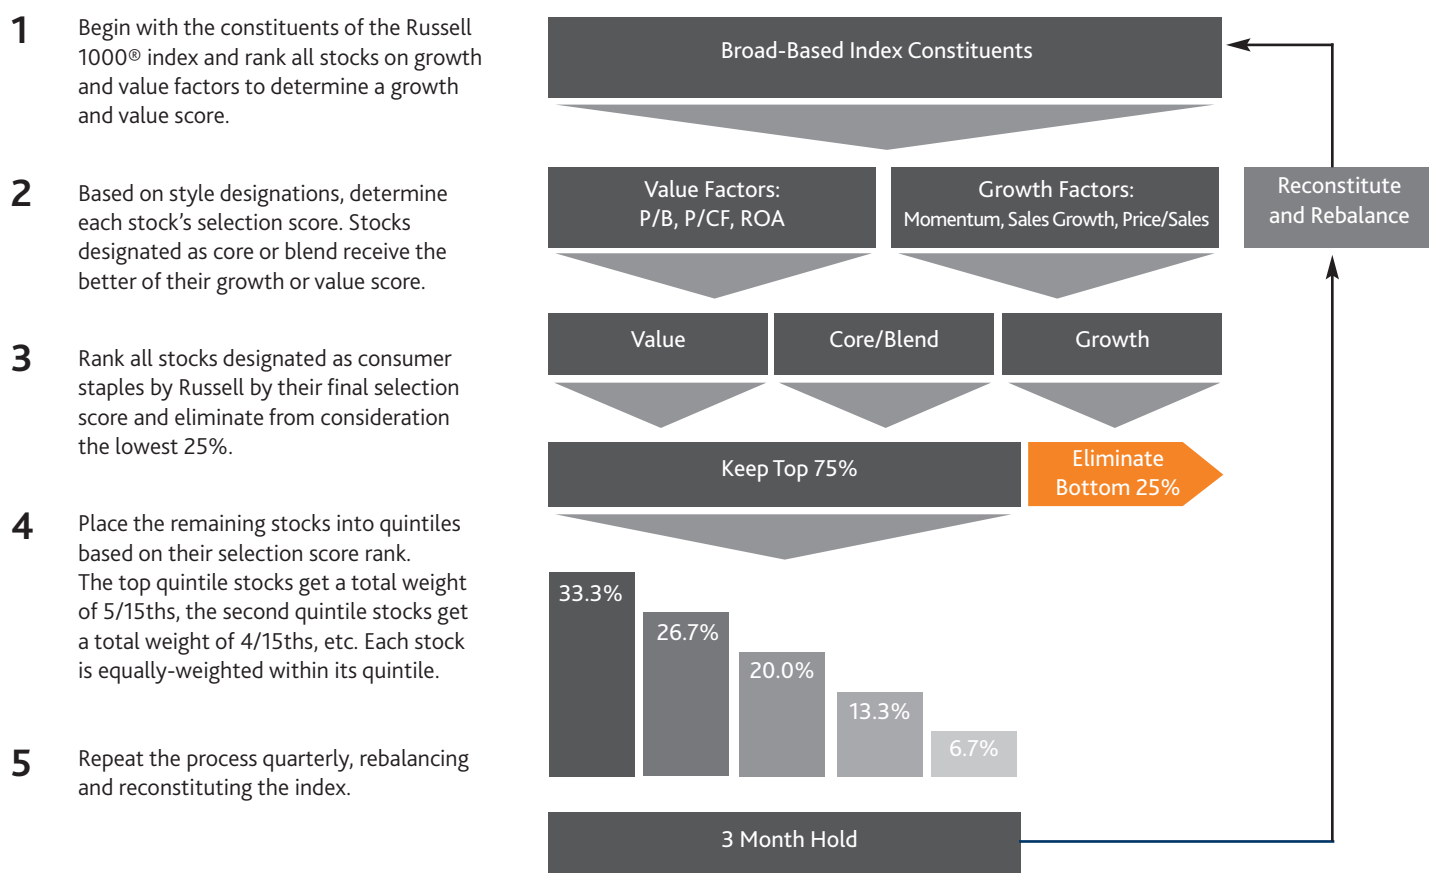 1
Begin with the constituents of the Russell
1000® index and rank all stocks on growth
and value factors to determine a growth
and value score.
2
Based on style designations, determine
each stock’s selection score. Stocks
designated as core or blend receive the
better of their growth or value score.
3
Rank all stocks designated as consumer
staples by Russell by their final selection
score and eliminate from consideration
the lowest 25%.
4
Place the remaining stocks into quintiles
based on their selection score rank.
The top quintile stocks get a total weight
of 5/15ths, the second quintile stocks get
a total weight of 4/15ths, etc. Each stock
is equally-weighted within its quintile.
5
Repeat the process quarterly, rebalancing
and reconstituting the index.
Broad-Based Index Constituents
Value Factors:
P/B, P/CF, ROA
Growth Factors:
Momentum, Sales Growth, Price/Sales
Reconstitute
and Rebalance
Value
Core/Blend
Growth
Keep Top 75%
Eliminate
Bottom 25%
33.3%
26.7%
20.0%
13.3%
6.7%
3 Month Hold